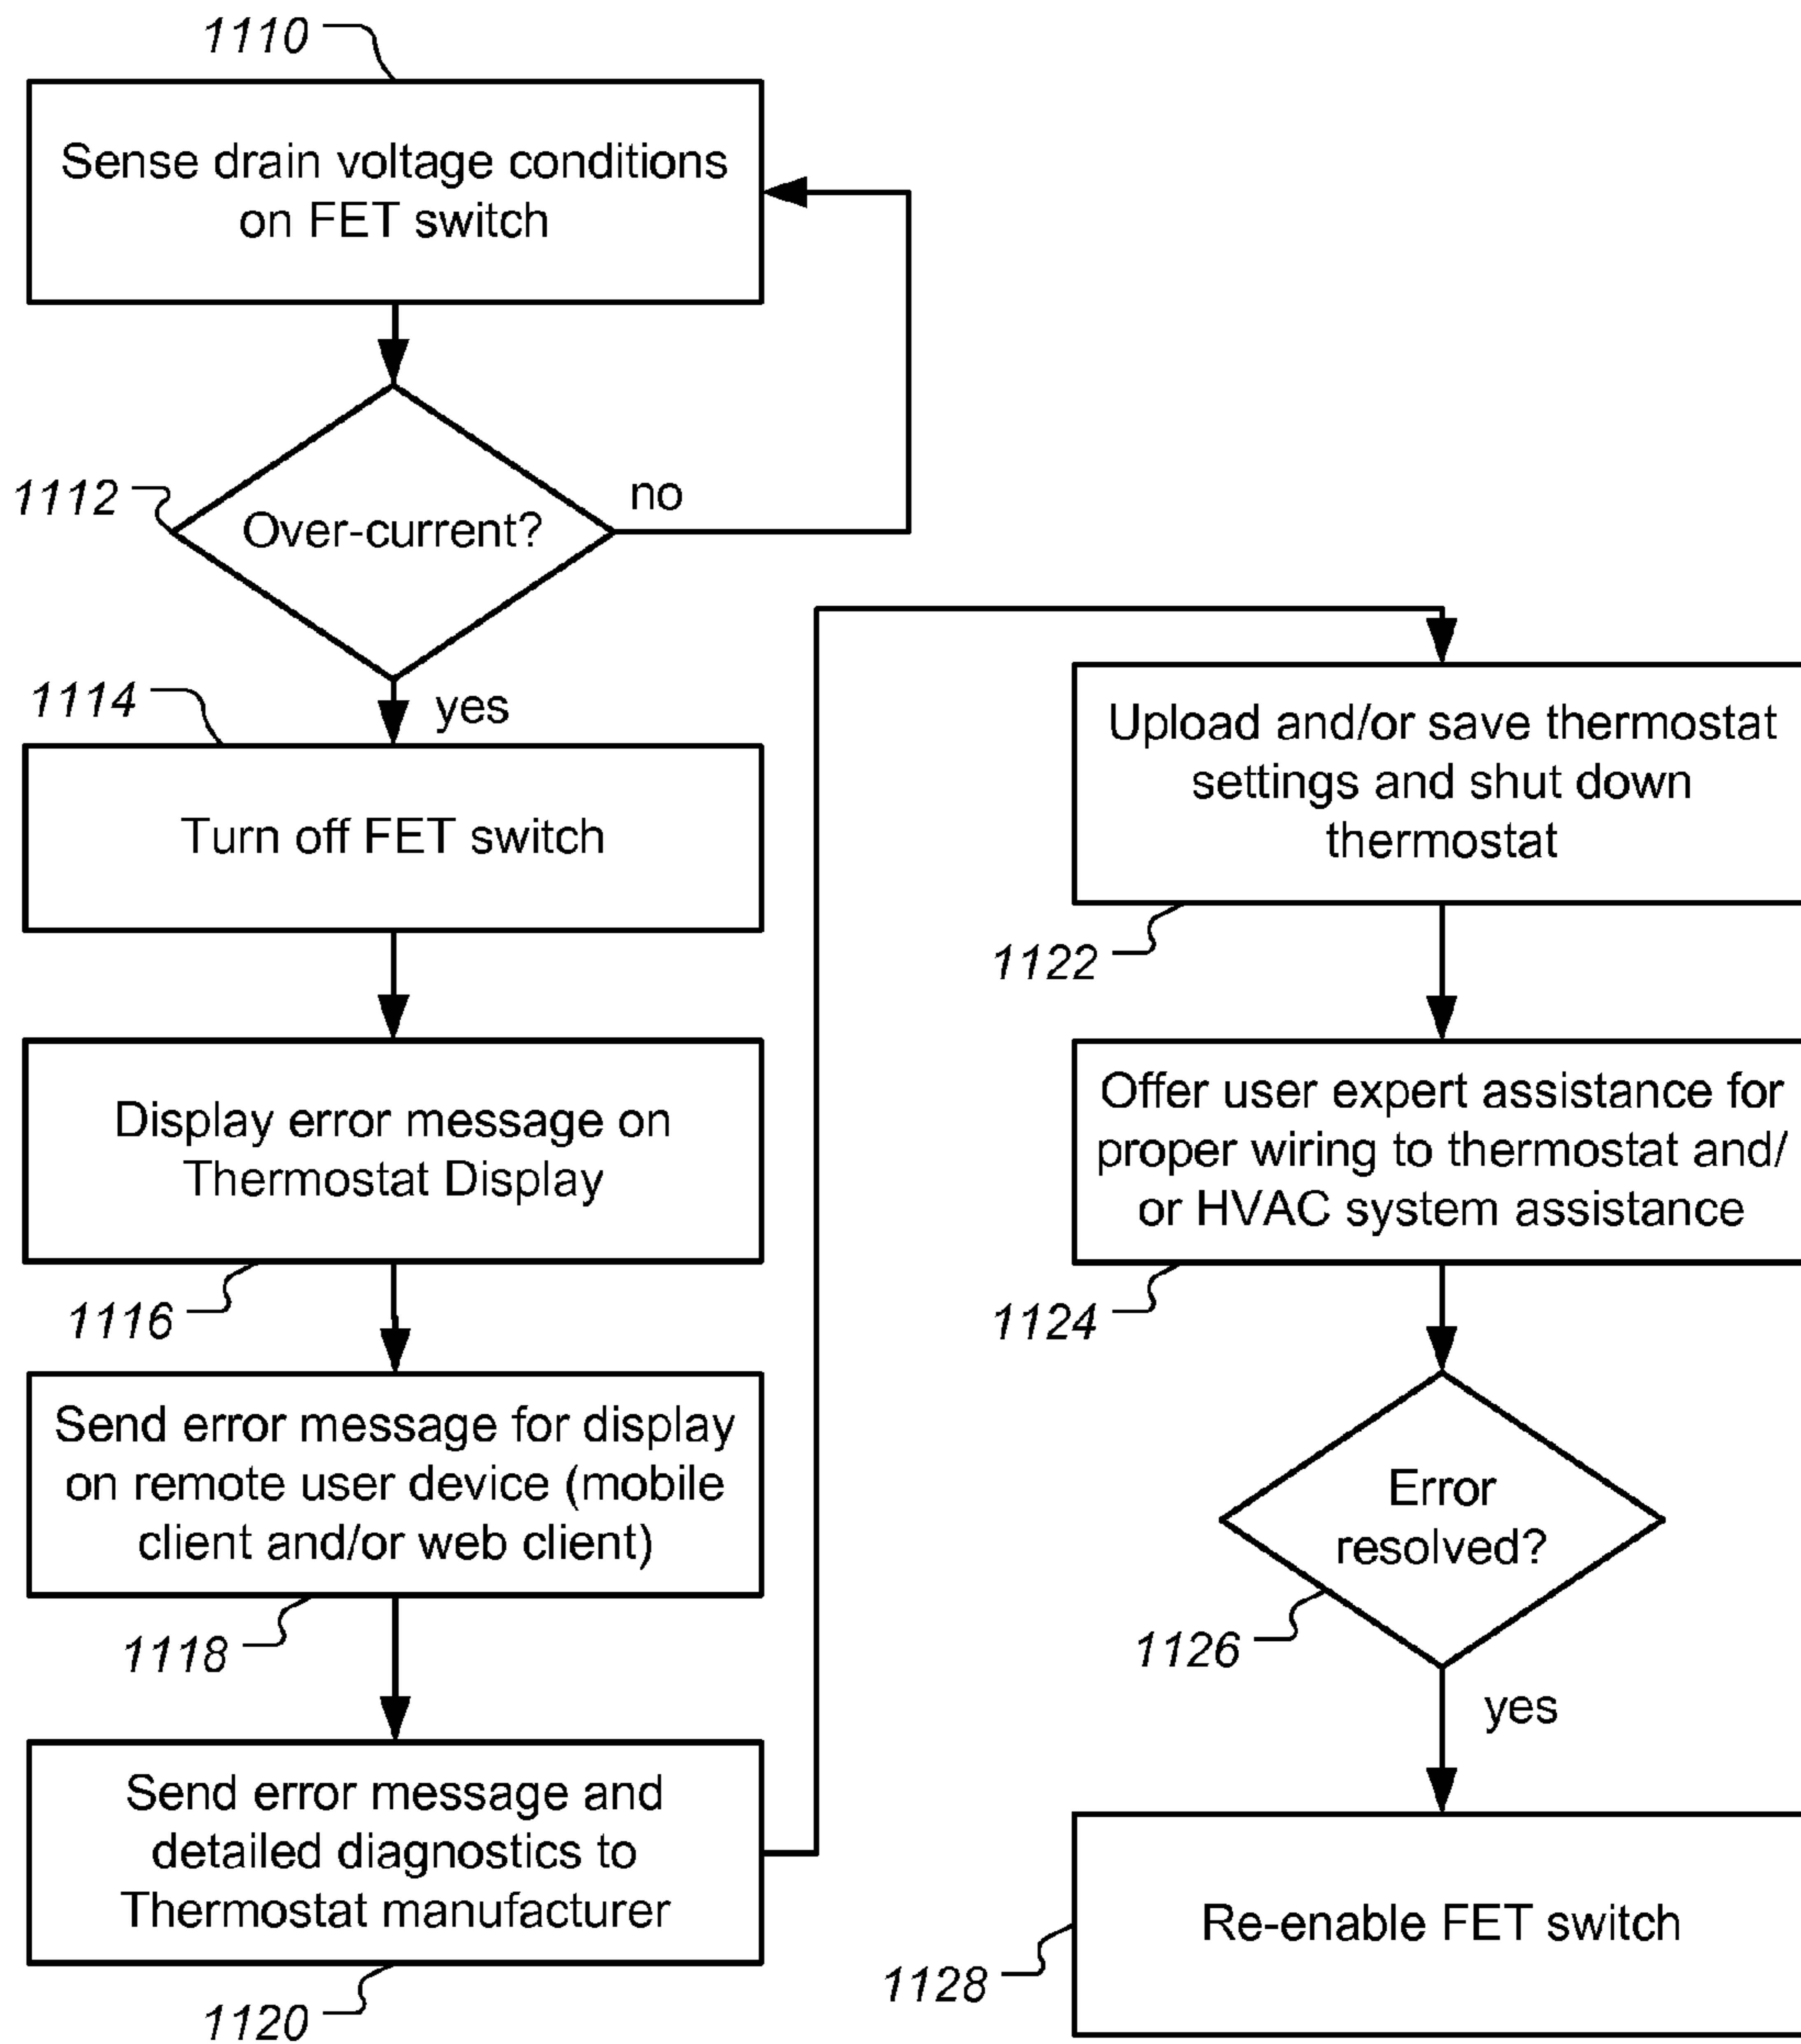 1110
Sense drain voltage conditions
on FET switch
1112
Over-current?
no
yes
1114
Turn off FET switch
Display error message on
Thermostat Display
1116
Send error message for display
on remote user device (mobile
client and/or web client)
1118
Send error message and
detailed diagnostics to
Thermostat manufacturer
1120
Upload and/or save thermostat
settings and shut down
thermostat
1122
Offer user expert assistance for
proper wiring to thermostat and/
or HVAC system assistance
1124
Error
resolved?
1126
yes
Re-enable FET switch
1128